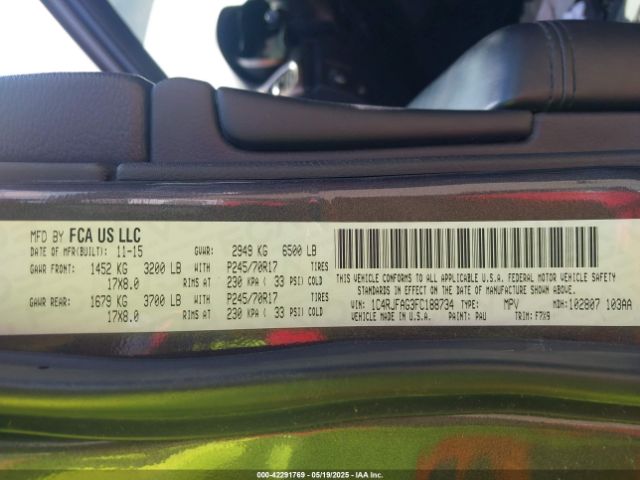 MFD BY FCA US LLC
DATE OF MFR(BUILT): 11-15 GVWR: 2949 KG 6500 LB
GAWR FRONT: 1452 KG 3200 LB WITH P245/70R17 TIRES
17X8.0 RIMS AT 230 KPA ( 33 PSI) COLD
GAWR REAR: 1679 KG 3700 LB WITH P245/70R17 TIRES
17X8.0 RIMS AT 230 KPA ( 33 PSI) COLD
THIS VEHICLE CONFORMS TO ALL APPLICABLE U.S.A. FEDERAL MOTOR VEHICLE SAFETY
STANDARDS IN EFFECT ON THE DATE OF MANUFACTURE SHOWN ABOVE.
VIN: 1C4RJFAG3FC188734 TYPE: MPV MDH: 102807 103AA
VEHICLE MADE IN U.S.A. PAINT: PAU TRIM: F7X9
000-42291769 - 05/19/2025 - IAA, Inc.